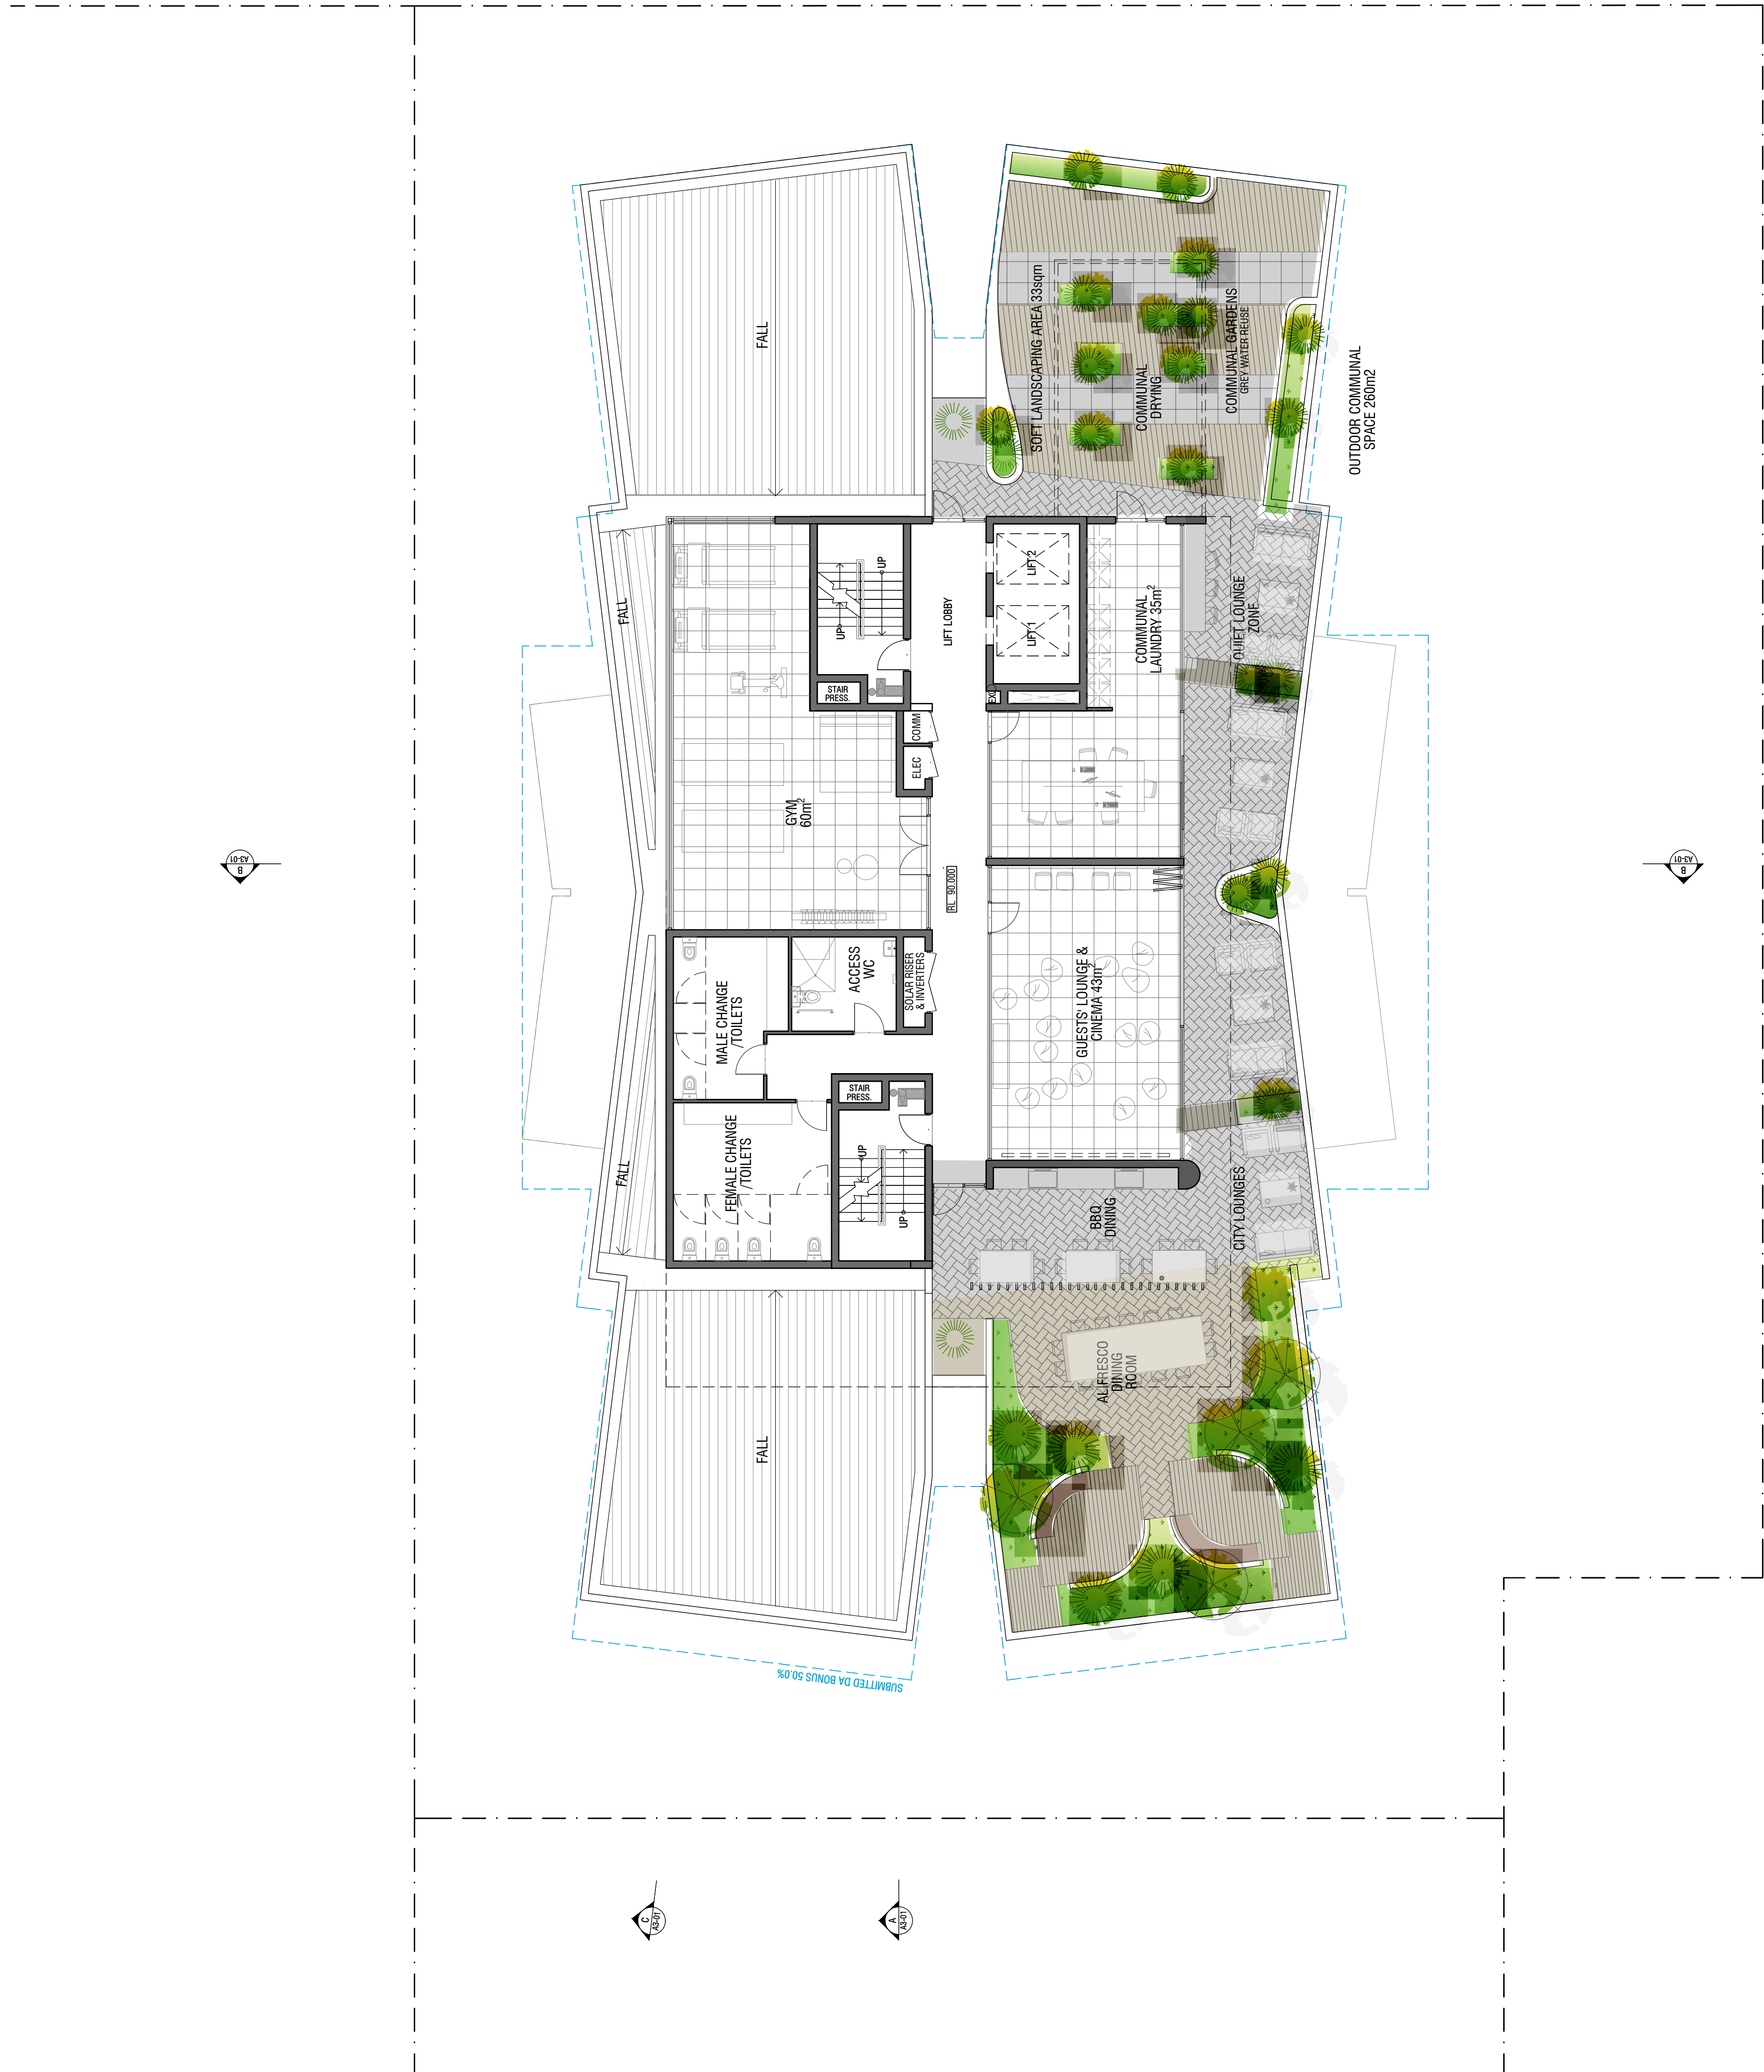 FALL
SOFT LANDSCAPING AREA 33sqm
COMMUNAL
DRYING
COMMUNAL GARDENS
GREY WATER REUSE
OUTDOOR COMMUNAL
SPACE 260m2
FALL
UP
UP
STAIR
PRESS.
LIFT LOBBY
LIFT 2
LIFT 1
EXO
COMMUNAL
LAUNDRY 35m²
QUIET LOUNGE
ZONE
COMM
ELEC
GYM
60m²
RL 90.000
B
A3-01
B
A3-01
MALE CHANGE
/TOILETS
ACCESS
WC
SOLAR RISER
& INVERTERS
GUESTS' LOUNGE &
CINEMA 43m²
STAIR
PRESS.
FEMALE CHANGE
/TOILETS
UP
UP
FALL
BBQ
DINING
CITY LOUNGES
AL FRESCO
DINING
ROOM
FALL
SUBMITTED DA BONUS 50.0%
C
A3-01
A
A3-01